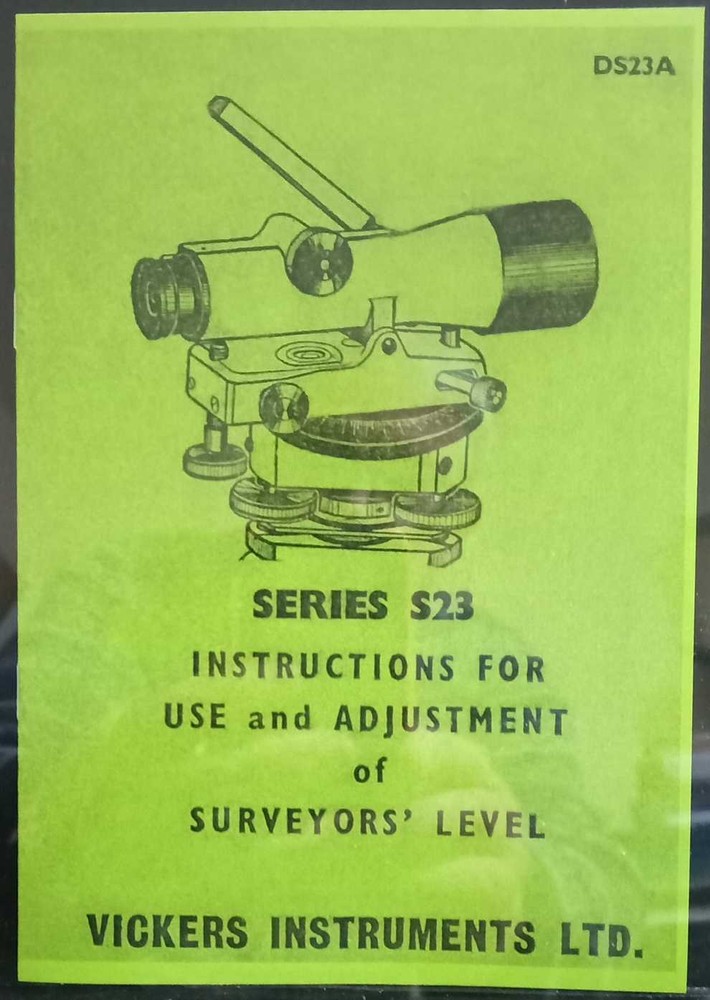 DS23A
SERIES S23
INSTRUCTIONS FOR
USE and ADJUSTMENT
of
SURVEYORS' LEVEL
VICKERS INSTRUMENTS LTD.